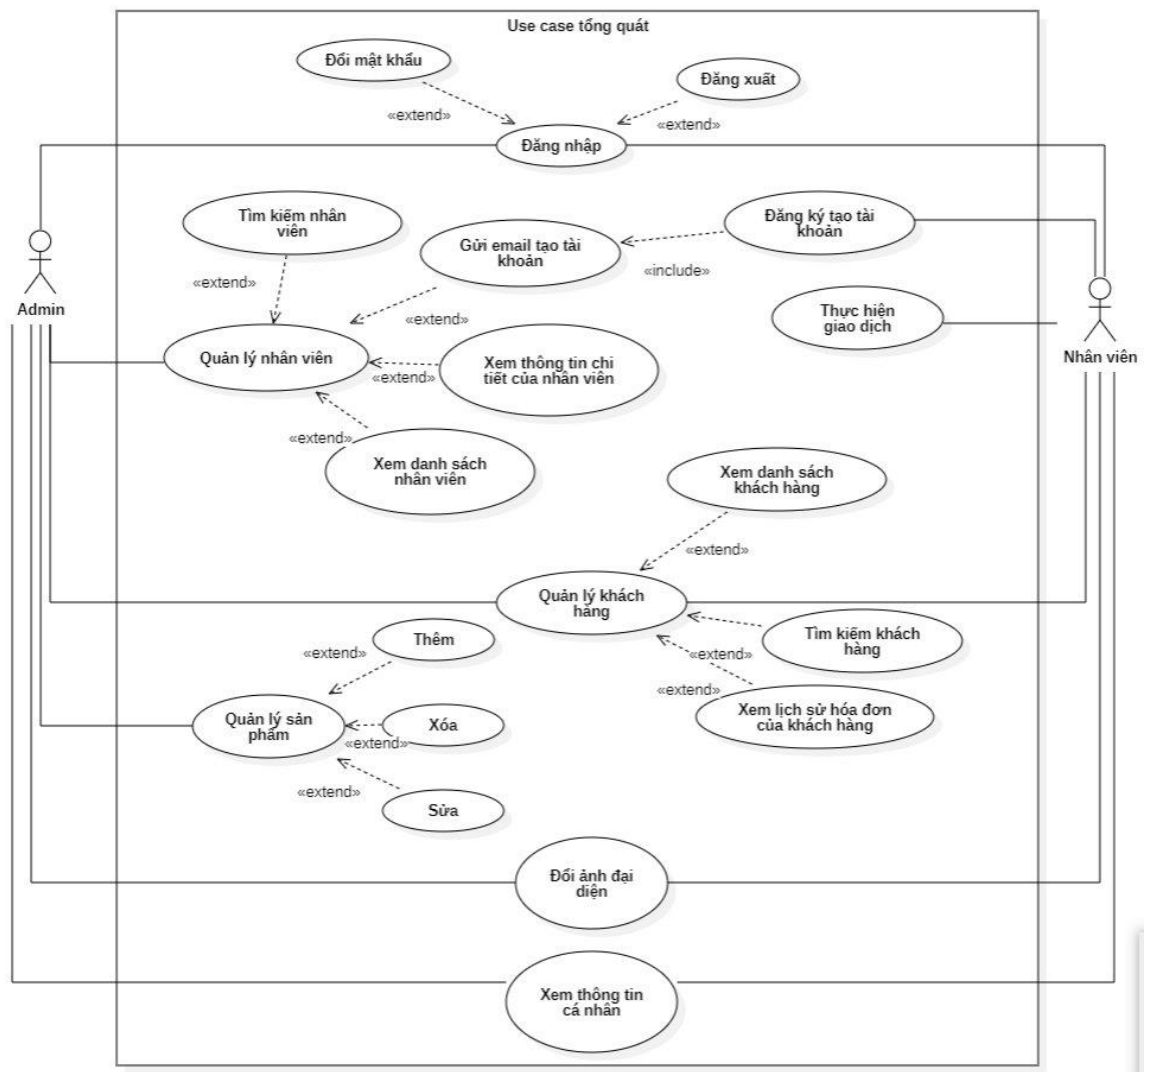 Use case tổng quát
Đổi mật khẩu
Đăng xuất
«extend»
«extend»
Đăng nhập
Tìm kiếm nhân
viên
Đăng ký tạo tài
khoản
Gửi email tạo tài
khoản
«include»
«extend»
Admin
«extend»
Thực hiện
giao dịch
Nhân viên
Quản lý nhân viên
Xem thông tin chi
tiết của nhân viên
«extend»
«extend»
Xem danh sách
nhân viên
Xem danh sách
khách hàng
«extend»
Quản lý khách
hàng
Thêm
«extend»
Tìm kiếm khách
hàng
«extend»
«extend»
Xem lịch sử hóa đơn
của khách hàng
Quản lý sản
phẩm
Xóa
«extend»
«extend»
Sửa
Đổi ảnh đại
diện
Xem thông tin
cá nhân